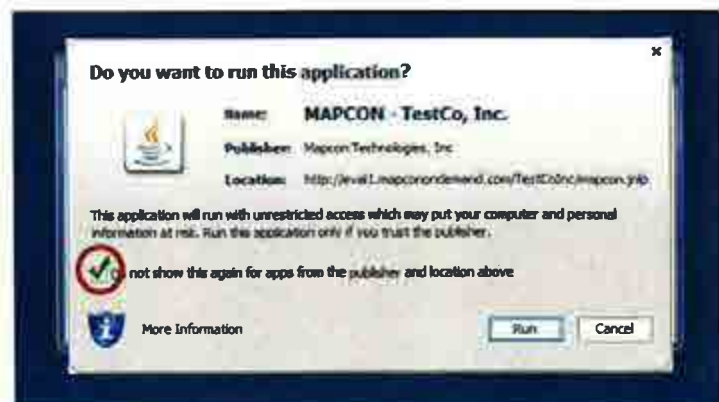 Do you want to run this application?
Name: MAPCON - TestCo, Inc.
Publisher: Mapcon Technologies, Inc
Location: http://eval1.mapconondemand.com/TestCoInc/mapcon.jnlp
This application will run with unrestricted access which may put your computer and personal
information at risk. Run this application only if you trust the publisher.
not show this again for apps from the publisher and location above
More Information
Run
Cancel